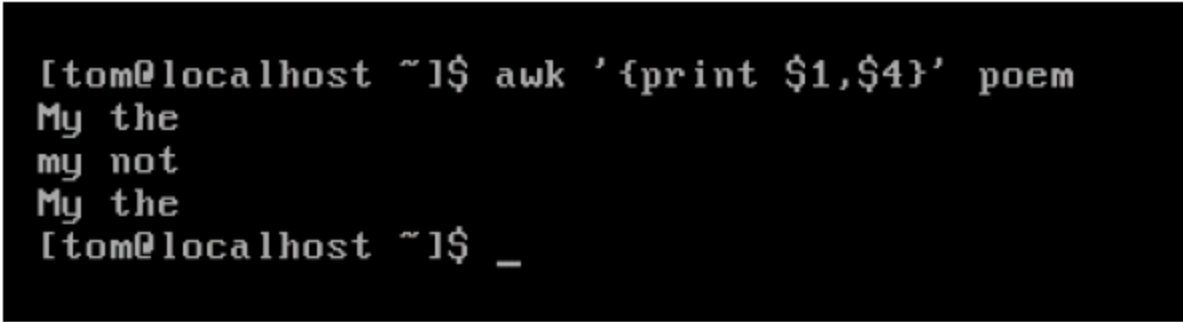 [tom@localhost ~]$ awk '{print $1,$4}' poem
My the
my not
My the
[tom@localhost ~]$ _